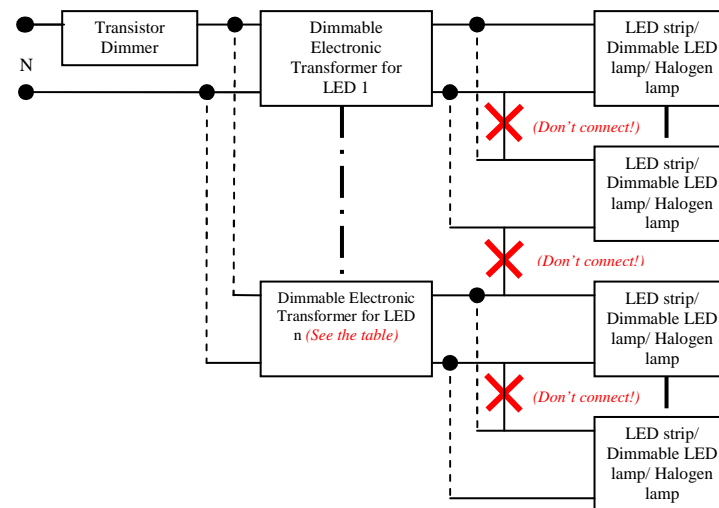 Transistor
Dimmer
N
Dimmable
Electronic
Transformer for
LED 1
LED strip/
Dimmable LED
lamp/ Halogen
lamp
(Don't connect!)
LED strip/
Dimmable LED
lamp/ Halogen
lamp
(Don't connect!)
Dimmable Electronic
Transformer for LED
n (See the table)
LED strip/
Dimmable LED
lamp/ Halogen
lamp
(Don't connect!)
LED strip/
Dimmable LED
lamp/ Halogen
lamp